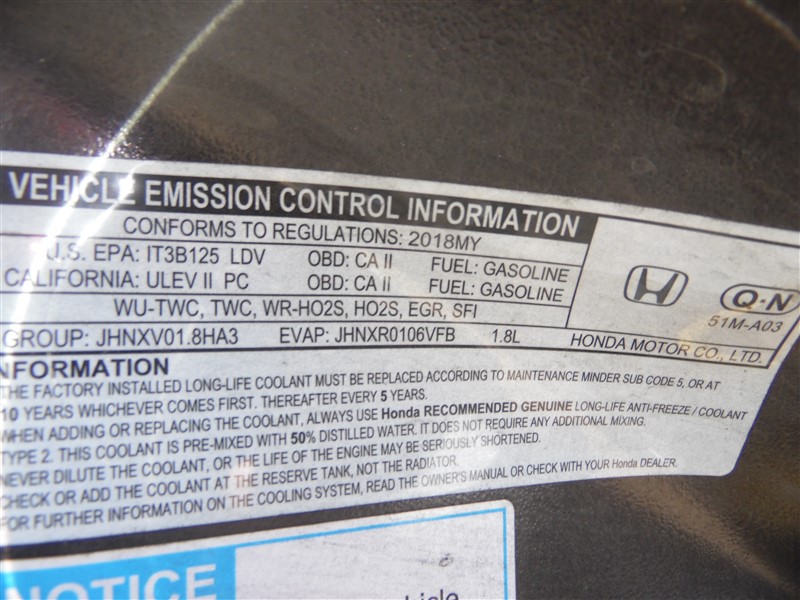 VEHICLE EMISSION CONTROL INFORMATION
CONFORMS TO REGULATIONS: 2018MY
U.S. EPA: IT3B125 LDV OBD: CA II FUEL: GASOLINE
CALIFORNIA: ULEV II PC OBD: CA II FUEL: GASOLINE
WU-TWC, TWC, WR-HO2S, HO2S, EGR, SFI
GROUP: JHNXV01.8HA3 EVAP: JHNXR0106VFB 1.8L
Q-N
51M-A03
HONDA MOTOR CO., LTD.
INFORMATION
THE FACTORY INSTALLED LONG-LIFE COOLANT MUST BE REPLACED ACCORDING TO MAINTENANCE MINDER SUB CODE 5, OR AT
10 YEARS WHICHEVER COMES FIRST. THEREAFTER EVERY 5 YEARS.
WHEN ADDING OR REPLACING THE COOLANT, ALWAYS USE Honda RECOMMENDED GENUINE LONG-LIFE ANTI-FREEZE / COOLANT
TYPE 2. THIS COOLANT IS PRE-MIXED WITH 50% DISTILLED WATER. IT DOES NOT REQUIRE ANY ADDITIONAL MIXING.
NEVER DILUTE THE COOLANT, OR THE LIFE OF THE ENGINE MAY BE SERIOUSLY SHORTENED.
CHECK OR ADD THE COOLANT AT THE RESERVE TANK, NOT THE RADIATOR.
FOR FURTHER INFORMATION ON THE COOLING SYSTEM, READ THE OWNER'S MANUAL OR CHECK WITH YOUR Honda DEALER.
NOTICE